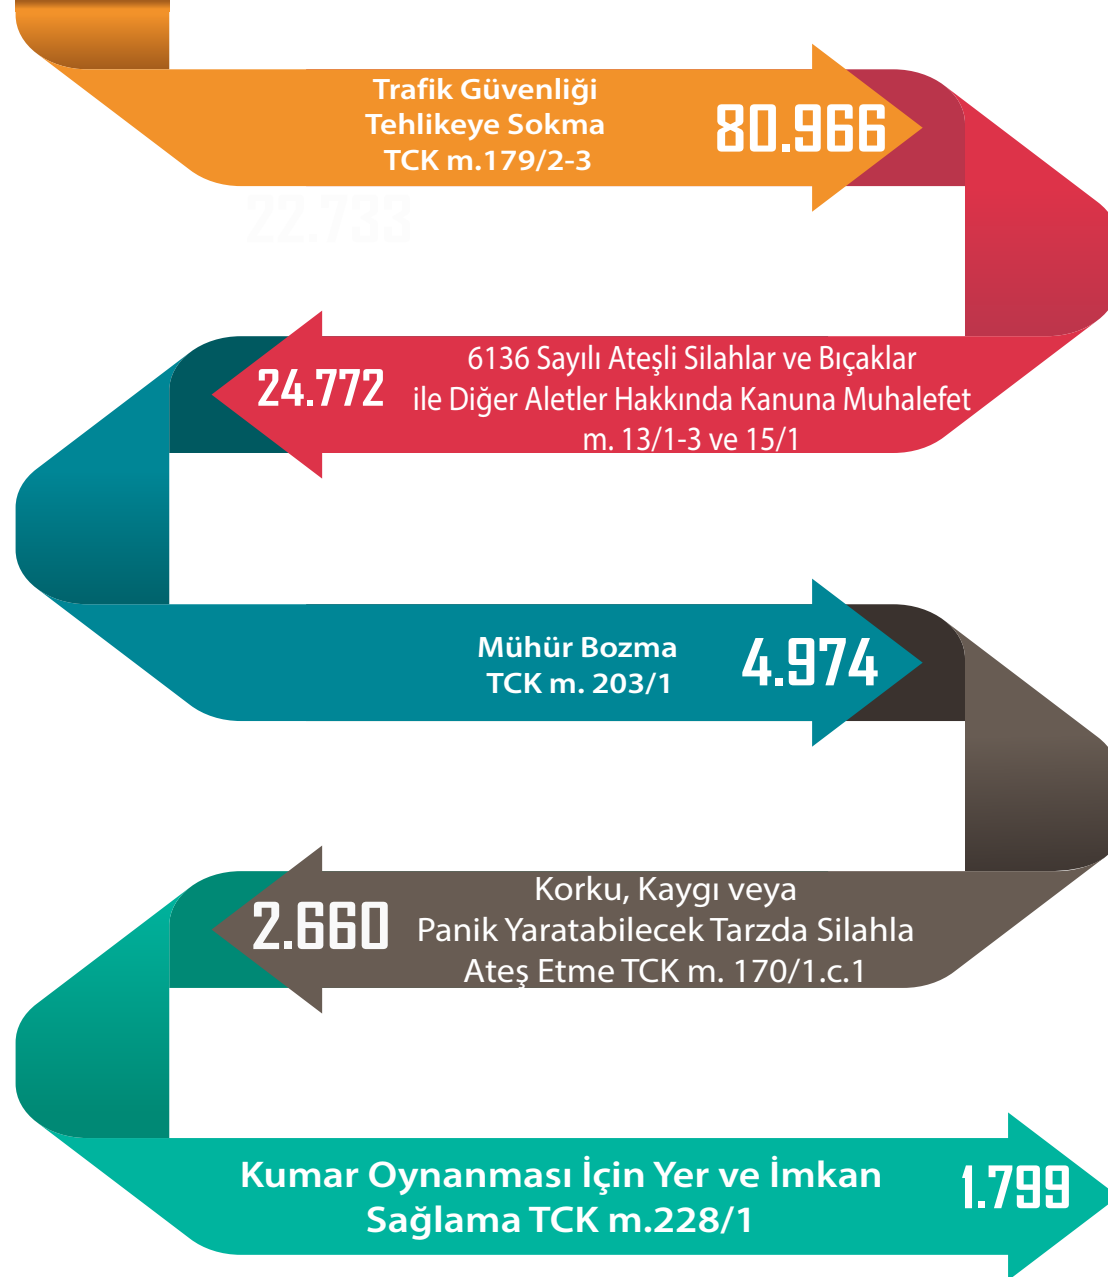 Trafik Güvenliği
Tehlikeye Sokma
TCK m.179/2-3
80.966
22.733
24.772
6136 Sayılı Ateşli Silahlar ve Bıçaklar
ile Diğer Aletler Hakkında Kanuna Muhalefet
m. 13/1-3 ve 15/1
Mühür Bozma
TCK m. 203/1
4.974
2.660
Korku, Kaygı veya
Panik Yaratabilecek Tarzda Silahla
Ateş Etme TCK m. 170/1.c.1
Kumar Oynanması İçin Yer ve İmkan
Sağlama TCK m.228/1
1.799